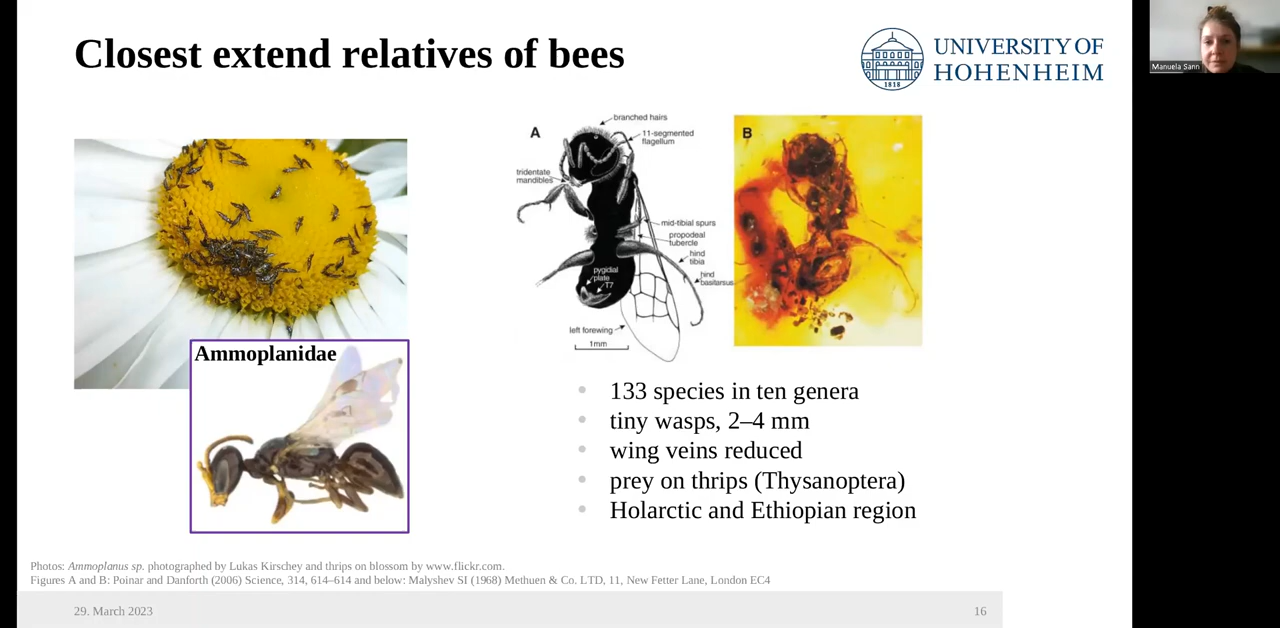 Closest extend relatives of bees
UNIVERSITY OF
HOHENHEIM
1818
Manuela Sann
A
branched hairs
11-segmented
flagellum
tridentate
mandibles
mid-tibial spurs
propodeal
tubercle
hind
tibia
hind
basitarsus
pygidial
plate
T7
left forewing
1mm
B
Ammoplanidae
133 species in ten genera
tiny wasps, 2–4 mm
wing veins reduced
prey on thrips (Thysanoptera)
Holarctic and Ethiopian region
Photos: Ammoplanus sp. photographed by Lukas Kirschey and thrips on blossom by www.flickr.com.
Figures A and B: Poinar and Danforth (2006) Science, 314, 614–614 and below: Malyshev SI (1968) Methuen & Co. LTD, 11, New Fetter Lane, London EC4
29. March 2023
16